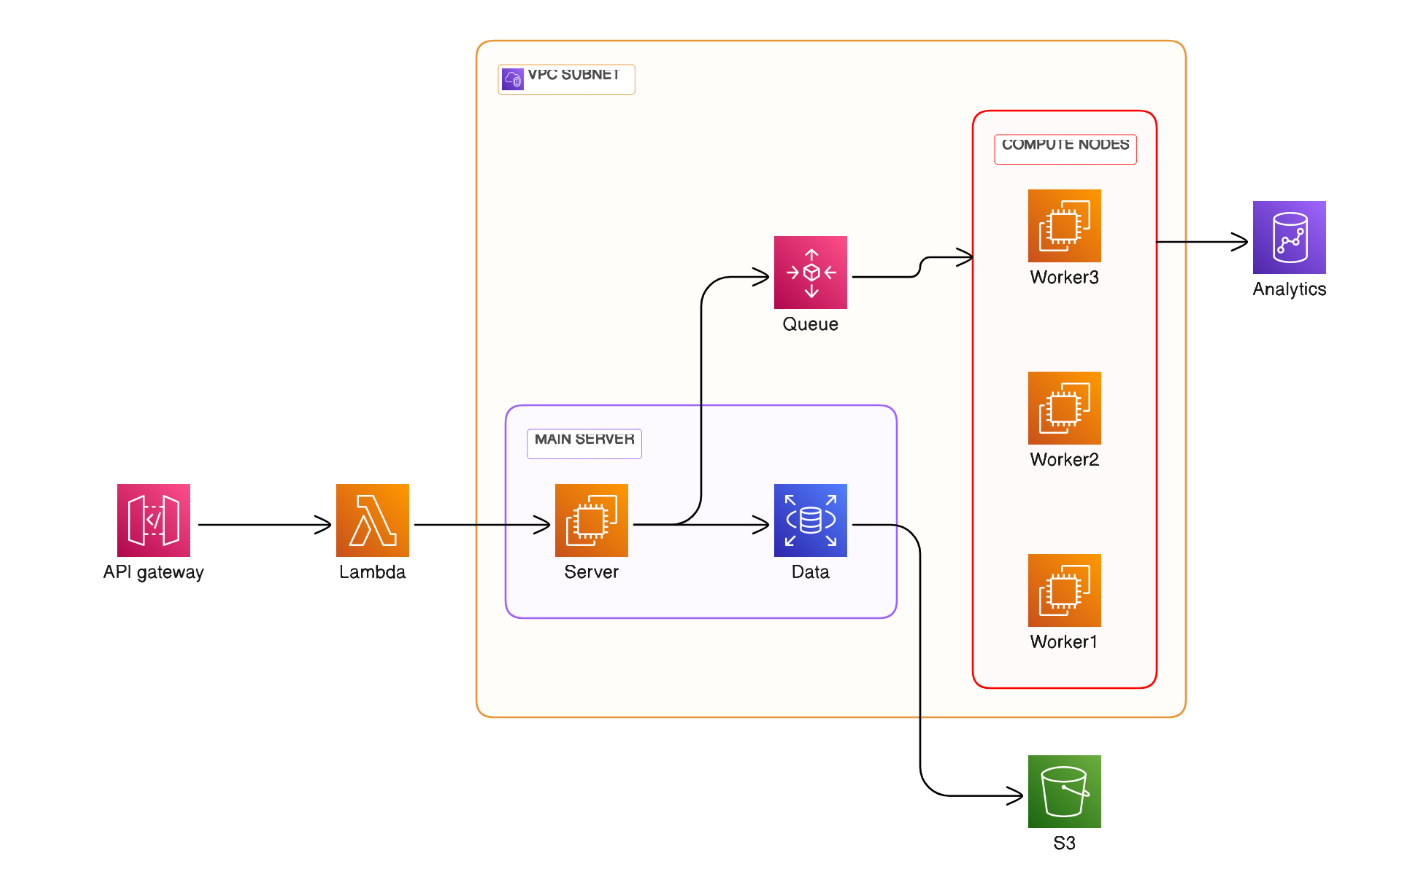 VPC SUBNET
COMPUTE NODES
Worker3
Analytics
Queue
MAIN SERVER
Worker2
API gateway
Lambda
Server
Data
Worker1
S3